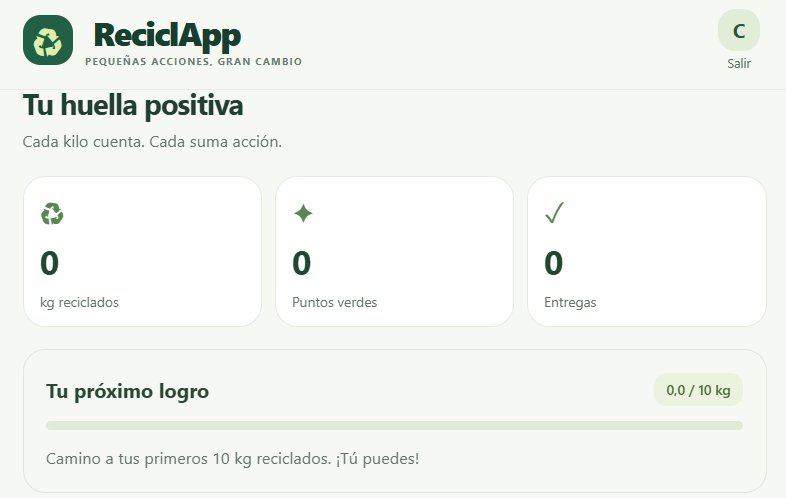 ReciclApp
PEQUEÑAS ACCIONES, GRAN CAMBIO
C
Salir
Tu huella positiva
Cada kilo cuenta. Cada suma acción.
0
kg reciclados
0
Puntos verdes
0
Entregas
Tu próximo logro
0,0 / 10 kg
Camino a tus primeros 10 kg reciclados. ¡Tú puedes!